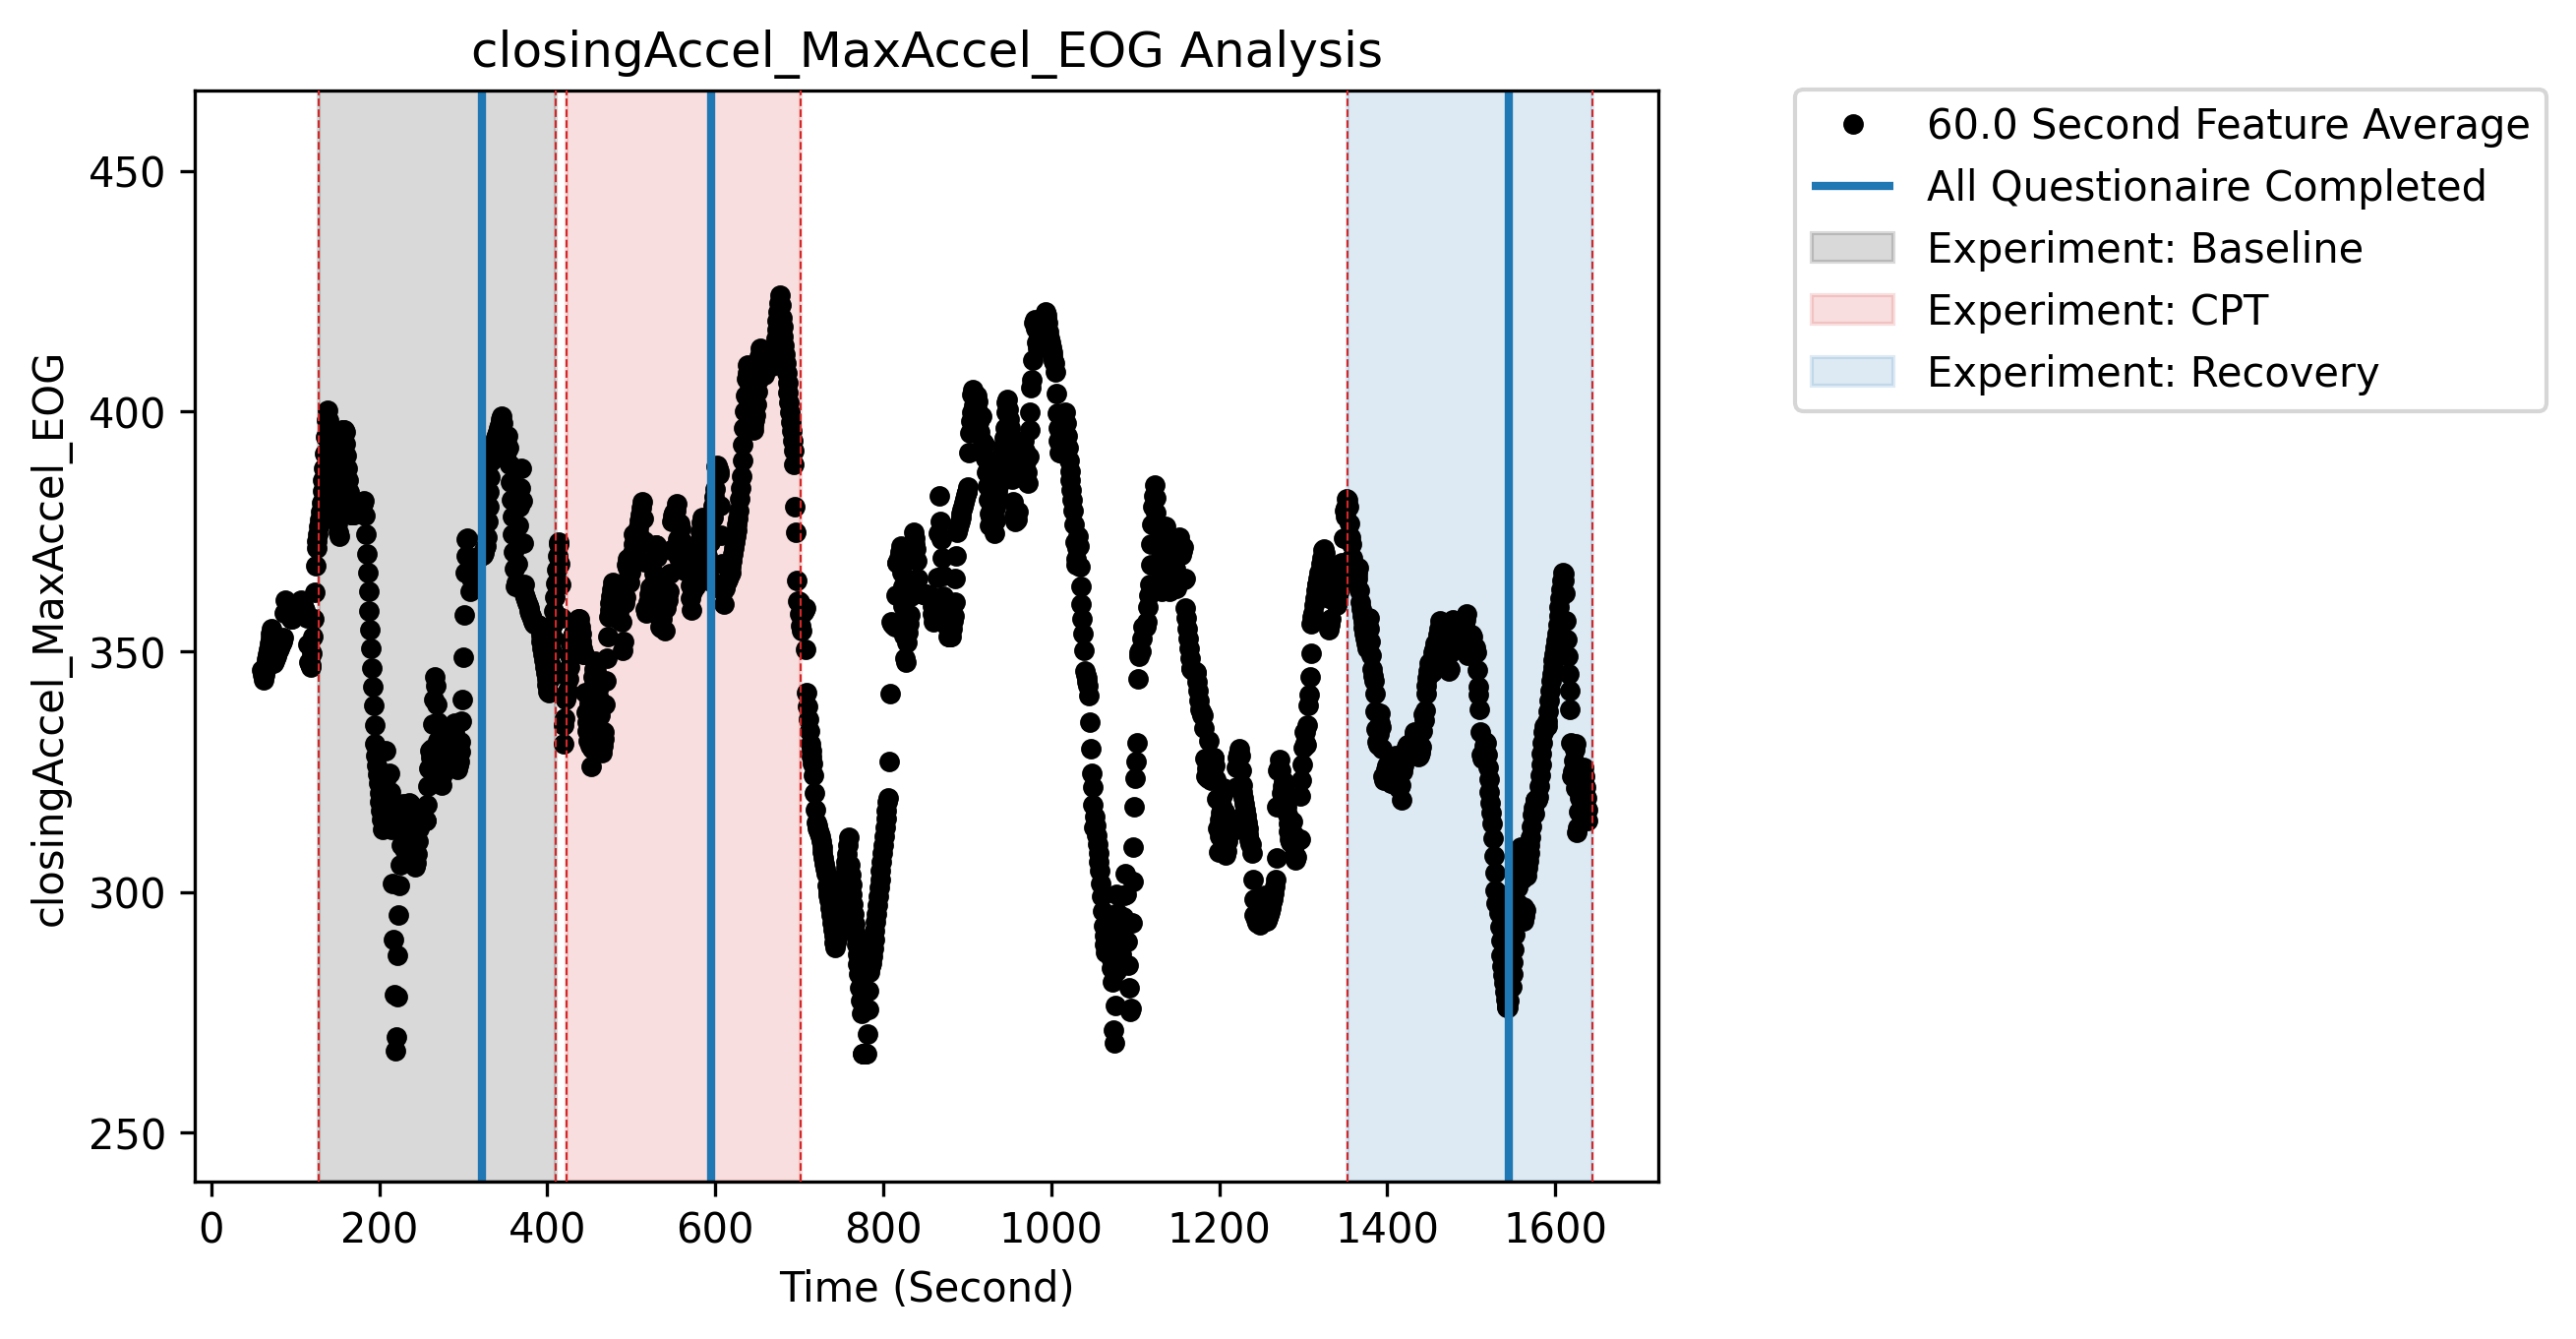 closingAccel_MaxAccel_EOG Analysis
60.0 Second Feature Average
All Questionaire Completed
Experiment: Baseline
Experiment: CPT
Experiment: Recovery
closingAccel_MaxAccel_EOG
450
400
350
300
250
0 200 400 600 800 1000 1200 1400 1600
Time (Second)